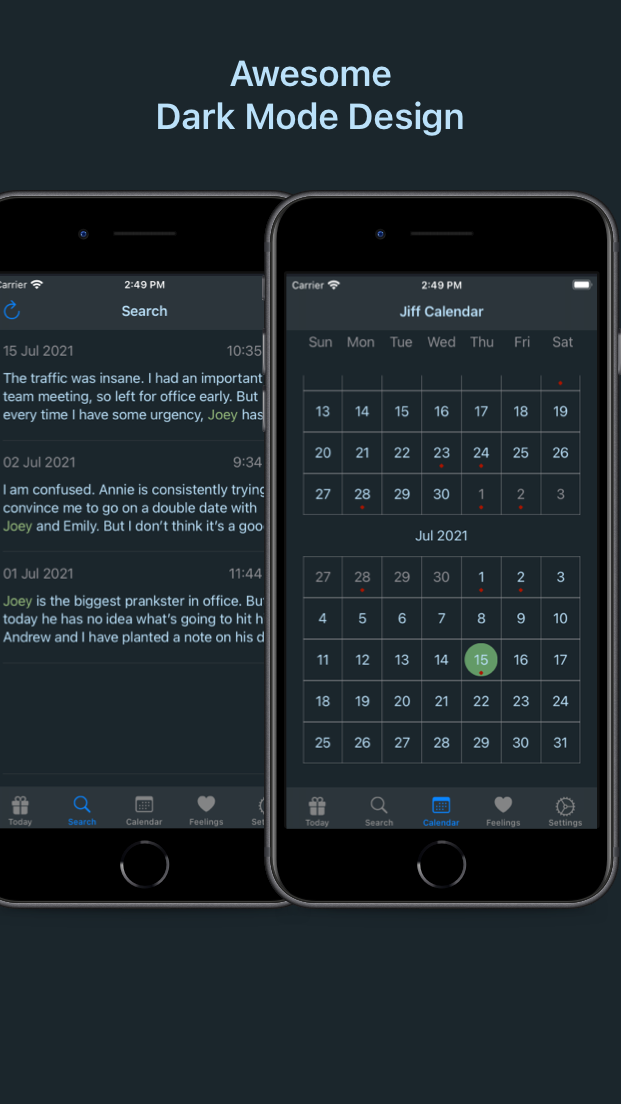 Awesome
Dark Mode Design
Carrier
2:49 PM
Search
15 Jul 2021 10:35
The traffic was insane. I had an important
team meeting, so left for office early. But
every time I have some urgency, Joey has
02 Jul 2021 9:34
I am confused. Annie is consistently trying
convince me to go on a double date with
Joey and Emily. But I don't think it's a goo
01 Jul 2021 11:44
Joey is the biggest prankster in office. Bu
today he has no idea what's going to hit h
Andrew and I have planted a note on his d
Today Search Calendar Feelings Set
Carrier 2:49 PM
Jiff Calendar
Sun Mon Tue Wed Thu Fri Sat
13 14 15 16 17 18 19
20 21 22 23 24 25 26
27 28 29 30 1 2 3
Jul 2021
27 28 29 30 1 2 3
4 5 6 7 8 9 10
11 12 13 14 15 16 17
18 19 20 21 22 23 24
25 26 27 28 29 30 31
Today Search Calendar Feelings Settings